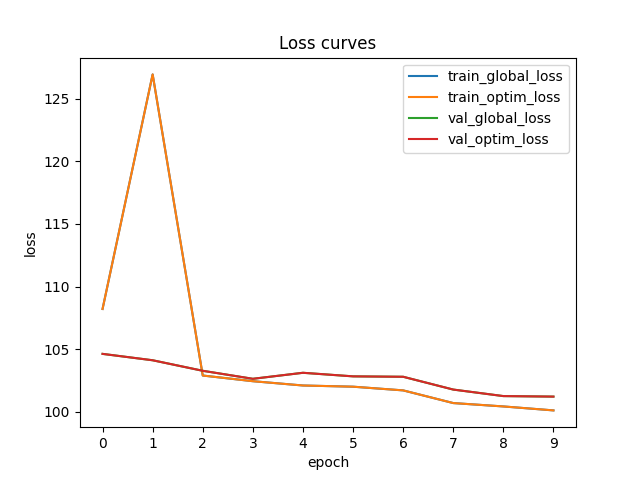 Loss curves
train_global_loss
train_optim_loss
val_global_loss
val_optim_loss
125
120
115
110
105
100
loss
0 1 2 3 4 5 6 7 8 9
epoch